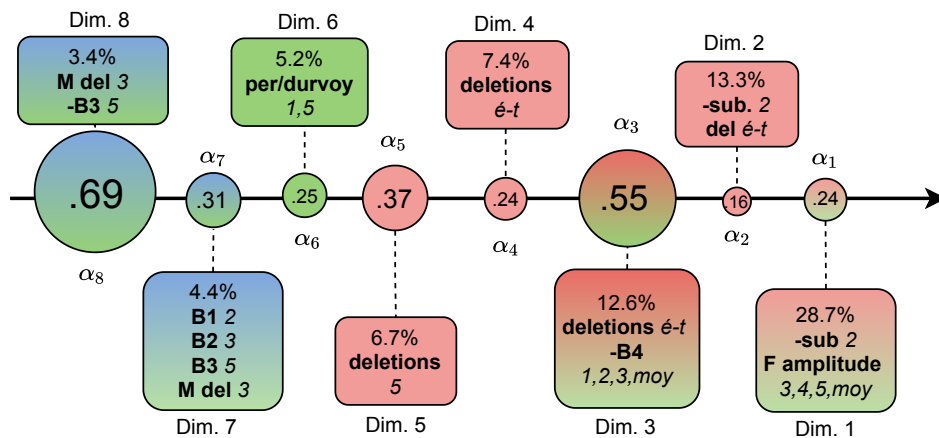 Dim. 8
3.4%
M del 3
-B3 5
.69
α8
α7
.31
4.4%
B1 2
B2 3
B3 5
M del 3
Dim. 7
Dim. 6
5.2%
per/durvoy
1,5
.25
α6
α5
.37
6.7%
deletions
5
Dim. 5
Dim. 4
7.4%
deletions
é-t
.24
α4
α3
.55
12.6%
deletions é-t
-B4
1,2,3,moy
Dim. 3
Dim. 2
13.3%
-sub. 2
del é-t
.16
α2
α1
.24
28.7%
-sub 2
F amplitude
3,4,5,moy
Dim. 1